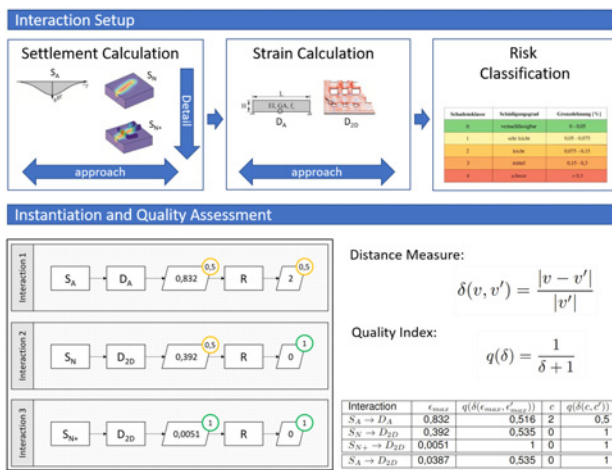 Interaction Setup
Settlement Calculation
Strain Calculation
Risk
Classification
S_A
S_N
S_N+
Detail
approach
L
H
EI, GA, f_t
D_A
D_2D
approach
Schadensklasse Schädigungsgrad Grenzdehnung [%]
0 vernachlässigbar 0 - 0,05
1 sehr leicht 0,05 - 0,075
2 leicht 0,075 - 0,15
3 mittel 0,15 - 0,3
4 schwer > 0,3
Instantiation and Quality Assessment
Interaction 1
S_A D_A 0,832 0,5 R 2 0,5
Interaction 2
S_N D_2D 0,392 0,5 R 0 1
Interaction 3
S_N+ D_2D 0,0051 1 R 0 1
Distance Measure:
δ(v, v′) = |v − v′| / |v′|
Quality Index:
q(δ) = 1 / (δ + 1)
Interaction ϵ_max q(δ(ϵ_max, ϵ′_max)) c q(δ(c, c′))
S_A → D_A 0,832 0,516 2 0,5
S_N → D_2D 0,392 0,535 0 1
S_N+ → D_2D 0,0051 1 0 1
S_A → D_2D 0,0387 0,535 0 1